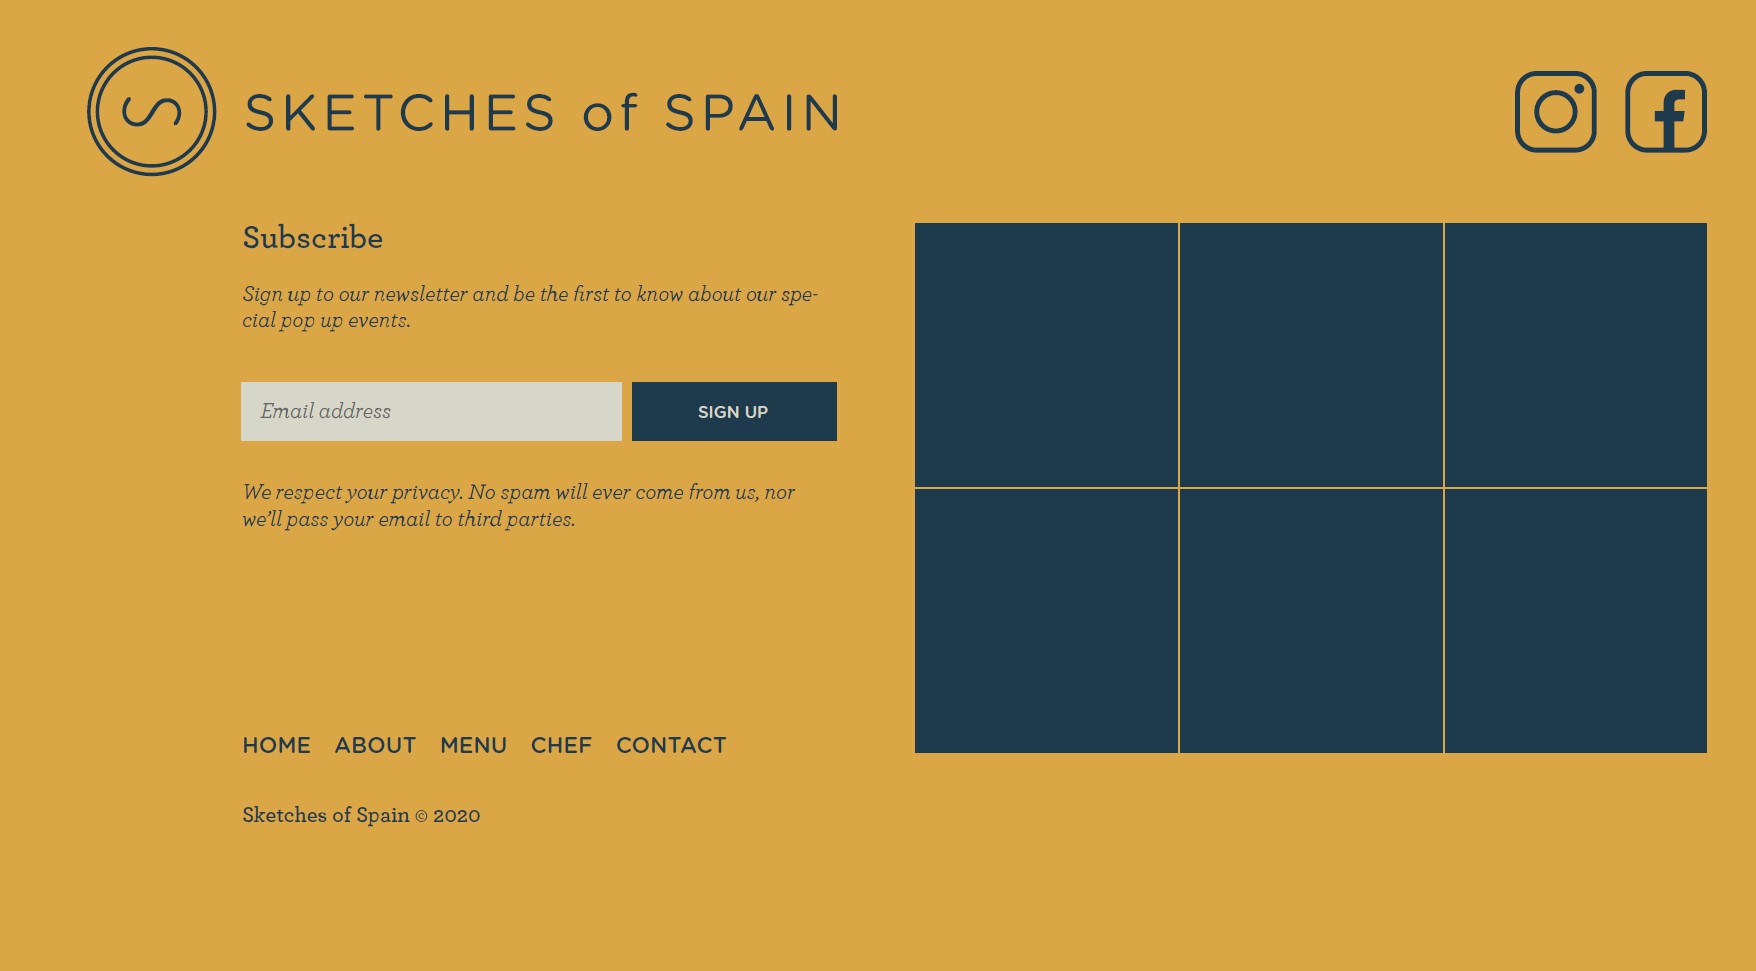 SKETCHES of SPAIN
Subscribe
Sign up to our newsletter and be the first to know about our spe-
cial pop up events.
Email address
SIGN UP
We respect your privacy. No spam will ever come from us, nor
we’ll pass your email to third parties.
HOME ABOUT MENU CHEF CONTACT
Sketches of Spain © 2020